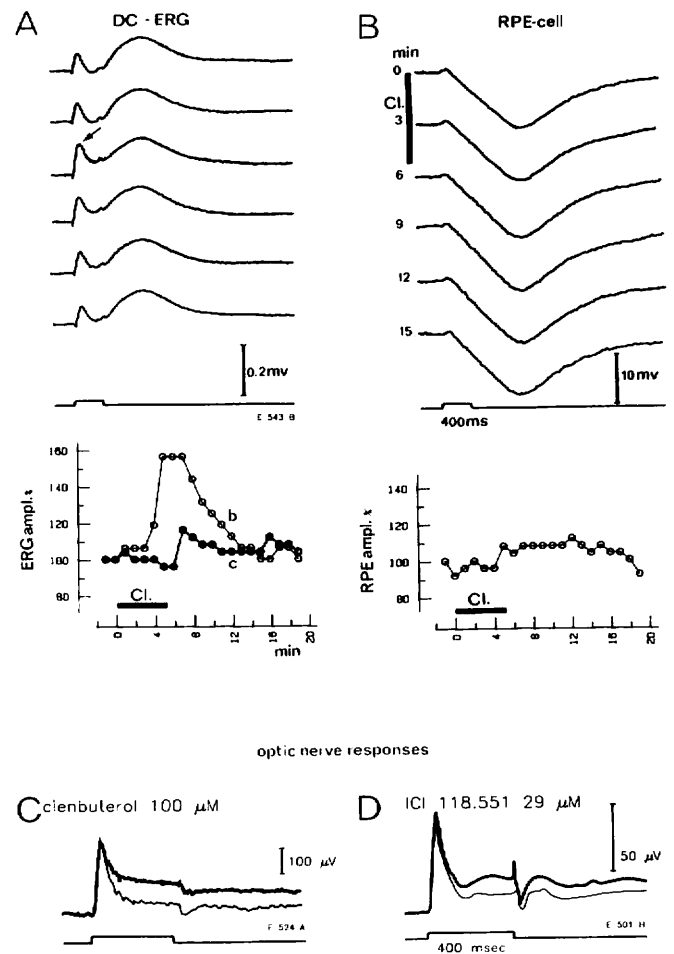 A
DC - ERG
0.2mv
E 543 B
B
RPE-cell
min
0
Cl.
3
6
9
12
15
10mv
400ms
ERG ampl.%
160
140
120
100
80
b
c
Cl.
0 4 8 12 16 20
min
RPE ampl.%
140
120
100
80
Cl.
0 4 8 12 16 20
optic nerve responses
C
clenbuterol 100 μM
100 μV
D
ICI 118.551 29 μM
50 μV
E 501 H
400 msec